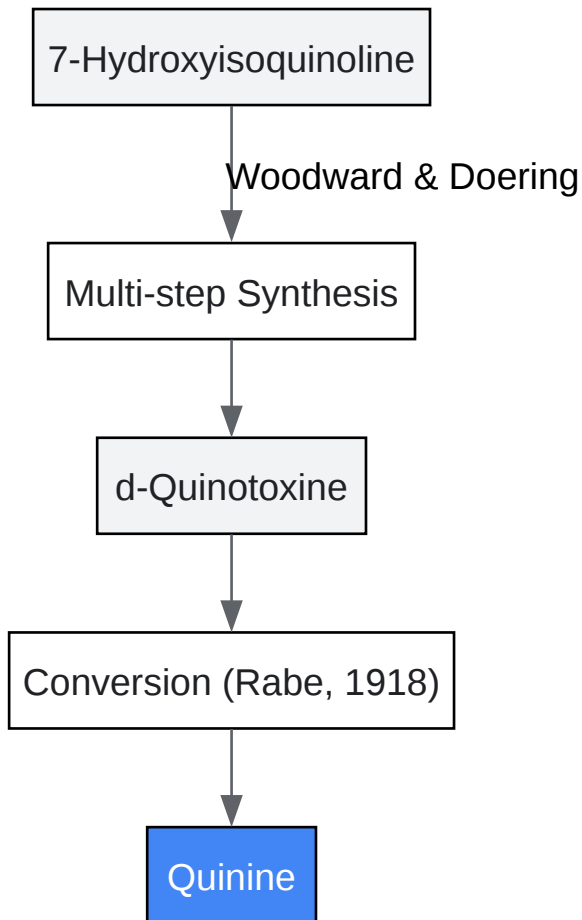 7-Hydroxyisoquinoline
Woodward & Doering
Multi-step Synthesis
d-Quinotoxine
Conversion (Rabe, 1918)
Quinine